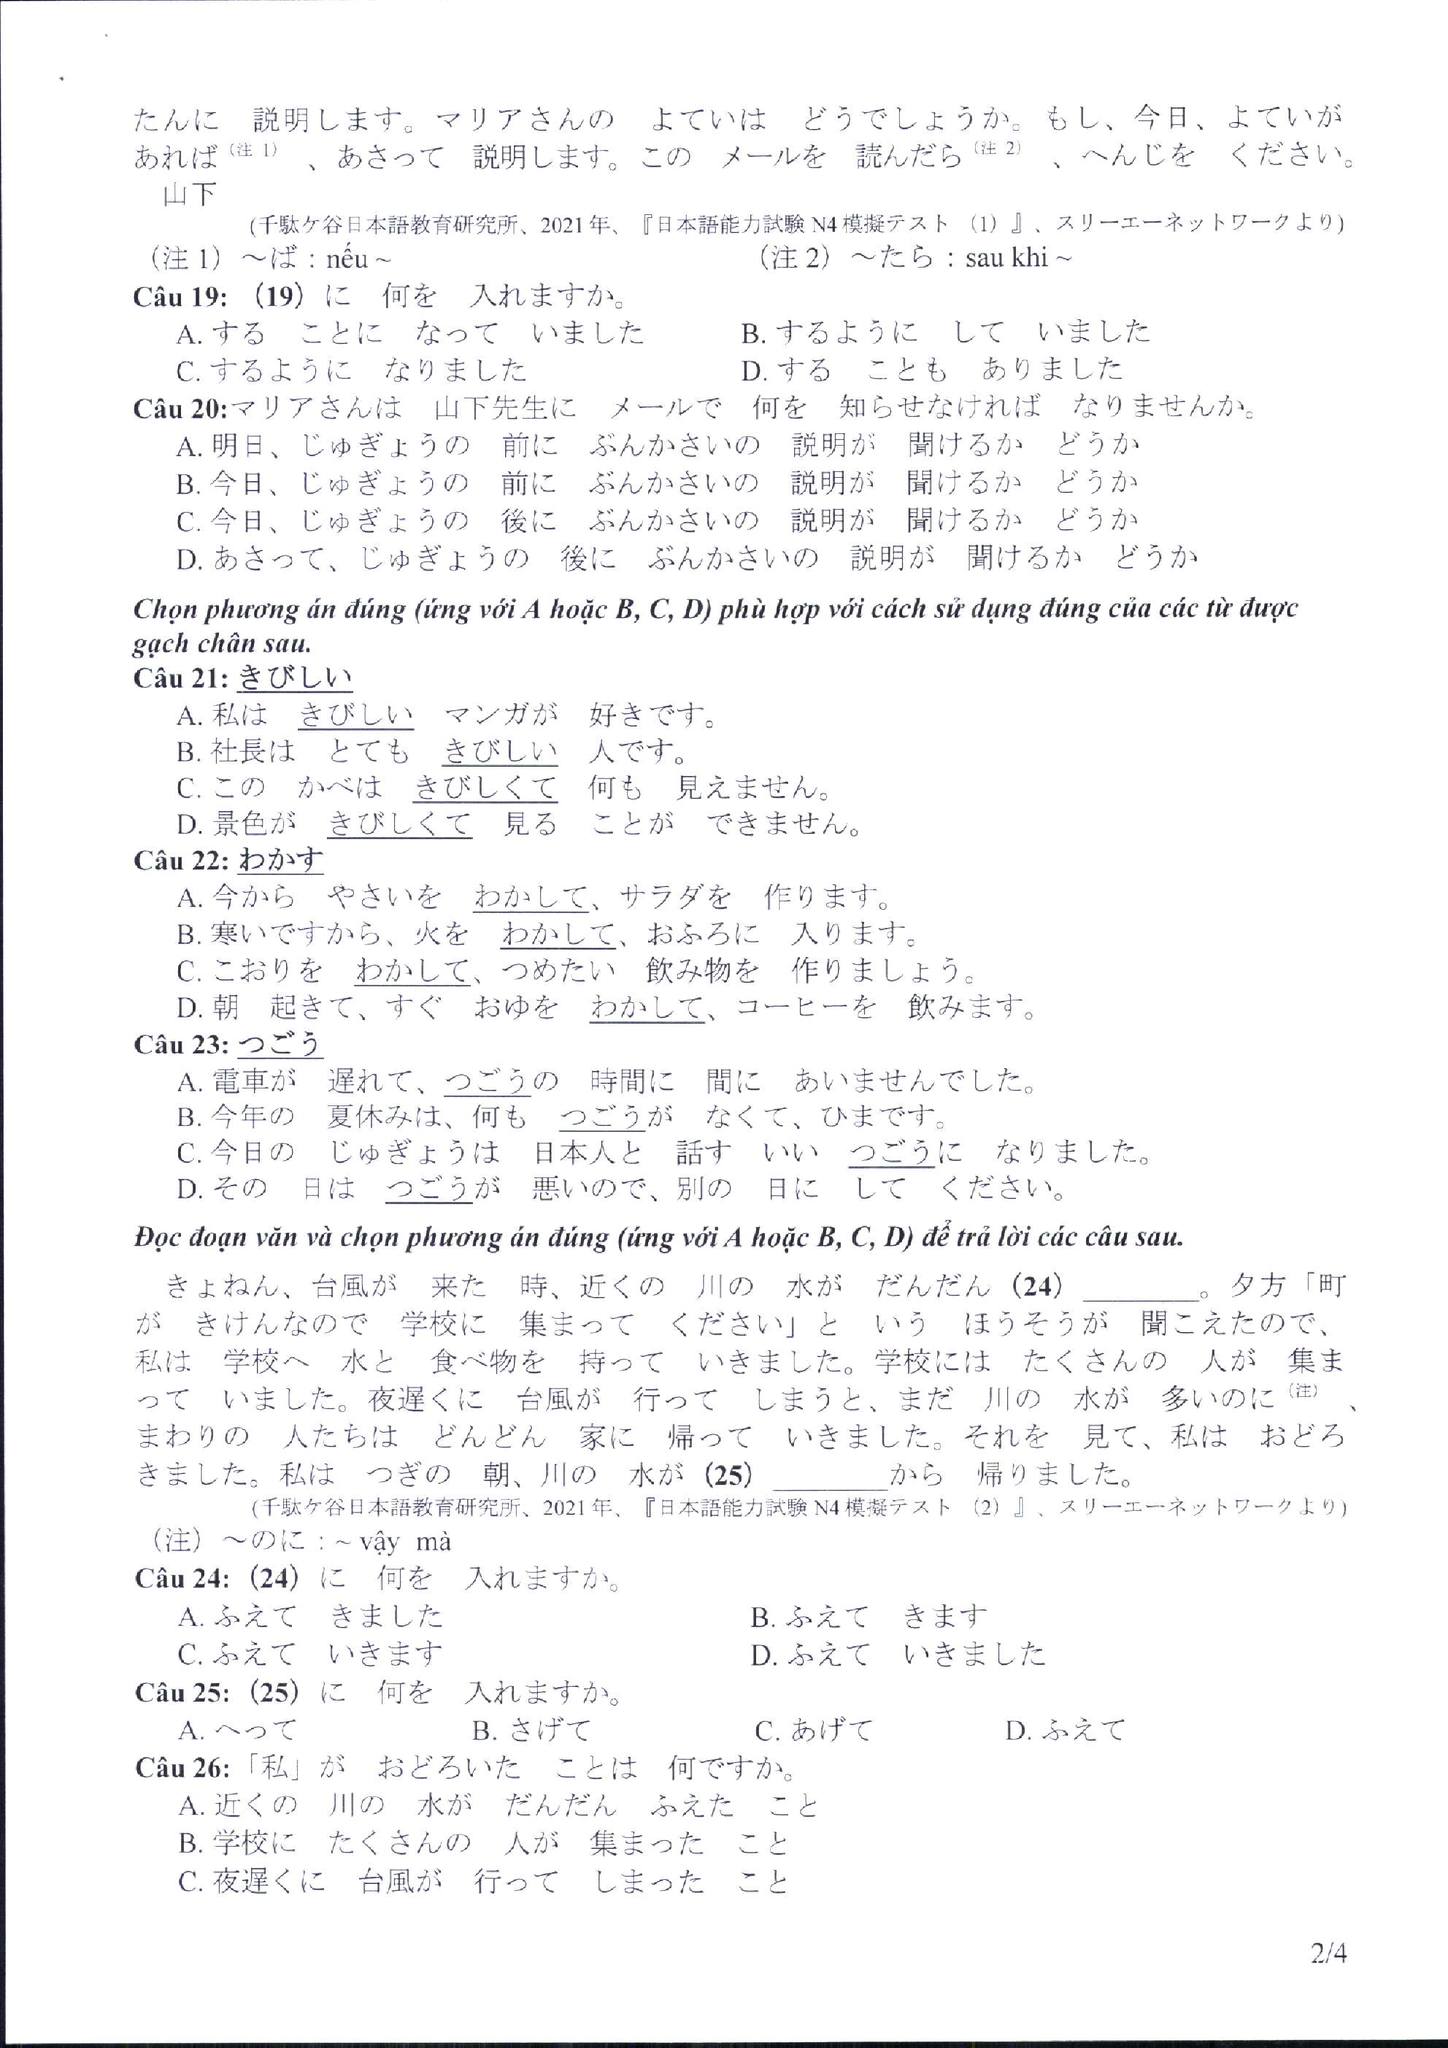 たんに 説明します。マリアさんの よていは どうでしょうか。もし、今日、よていが
あれば（注 1） 、あさって 説明します。この メールを 読んだら（注 2） 、へんじを ください。
山下
(千駄ケ谷日本語教育研究所、2021 年、『日本語能力試験 N4 模擬テスト （1）』、スリーエーネットワークより)
（注 1）～ば : nếu ~ （注 2）～たら : sau khi ~
Câu 19: （19）に 何を 入れますか。
A. する ことに なって いました B. するように して いました
C. するように なりました D. する ことも ありました
Câu 20:マリアさんは 山下先生に メールで 何を 知らせなければ なりませんか。
A. 明日、じゅぎょうの 前に ぶんかさいの 説明が 聞けるか どうか
B. 今日、じゅぎょうの 前に ぶんかさいの 説明が 聞けるか どうか
C. 今日、じゅぎょうの 後に ぶんかさいの 説明が 聞けるか どうか
D. あさって、じゅぎょうの 後に ぶんかさいの 説明が 聞けるか どうか
Chọn phương án đúng (ứng với A hoặc B, C, D) phù hợp với cách sử dụng đúng của các từ được
gạch chân sau.
Câu 21: きびしい
A. 私は きびしい マンガが 好きです。
B. 社長は とても きびしい 人です。
C. この かべは きびしくて 何も 見えません。
D. 景色が きびしくて 見る ことが できません。
Câu 22: わかす
A. 今から やさいを わかして、サラダを 作ります。
B. 寒いですから、火を わかして、おふろに 入ります。
C. こおりを わかして、つめたい 飲み物を 作りましょう。
D. 朝 起きて、すぐ おゆを わかして、コーヒーを 飲みます。
Câu 23: つごう
A. 電車が 遅れて、つごうの 時間に 間に あいませんでした。
B. 今年の 夏休みは、何も つごうが なくて、ひまです。
C. 今日の じゅぎょうは 日本人と 話す いい つごうに なりました。
D. その 日は つごうが 悪いので、別の 日に して ください。
Đọc đoạn văn và chọn phương án đúng (ứng với A hoặc B, C, D) để trả lời các câu sau.
きょねん、台風が 来た 時、近くの 川の 水が だんだん（24）________。夕方「町
が きけんなので 学校に 集まって ください」と いう ほうそうが 聞こえたので、
私は 学校へ 水と 食べ物を 持って いきました。学校には たくさんの 人が 集ま
って いました。夜遅くに 台風が 行って しまうと、まだ 川の 水が 多いのに（注） 、
まわりの 人たちは どんどん 家に 帰って いきました。それを 見て、私は おどろ
きました。私は つぎの 朝、川の 水が（25）________から 帰りました。
(千駄ケ谷日本語教育研究所、2021 年、『日本語能力試験 N4 模擬テスト （2）』、スリーエーネットワークより)
（注）～のに : ~ vậy mà
Câu 24:（24）に 何を 入れますか。
A. ふえて きました B. ふえて きます
C. ふえて いきます D. ふえて いきました
Câu 25:（25）に 何を 入れますか。
A. へって B. さげて C. あげて D. ふえて
Câu 26:「私」が おどろいた ことは 何ですか。
A. 近くの 川の 水が だんだん ふえた こと
B. 学校に たくさんの 人が 集まった こと
C. 夜遅くに 台風が 行って しまった こと
2/4